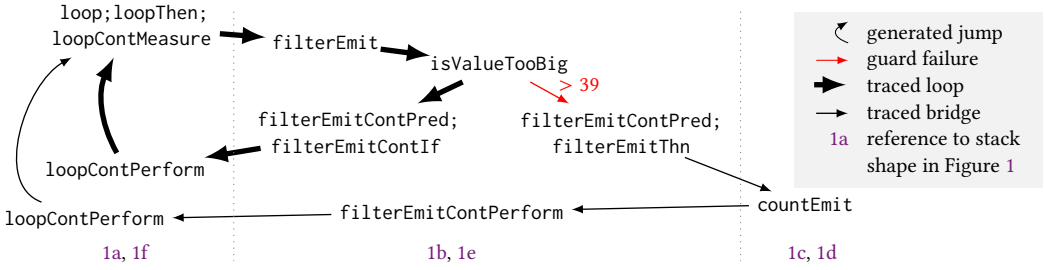 loop;loopThen;
loopContMeasure
filterEmit
isValueTooBig
> 39
filterEmitContPred;
filterEmitContIf
filterEmitContPred;
filterEmitThn
loopContPerform
loopContPerform
filterEmitContPerform
countEmit
1a, 1f
1b, 1e
1c, 1d
generated jump
guard failure
traced loop
traced bridge
1a reference to stack
shape in Figure 1